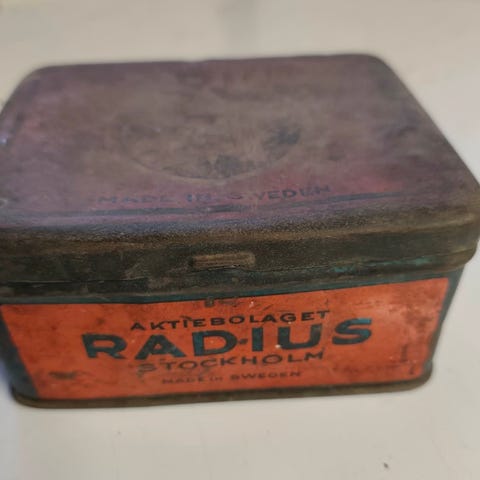 MADE IN SWEDEN
AKTIEBOLAGET
RADIUS
STOCKHOLM
MADE IN SWEDEN